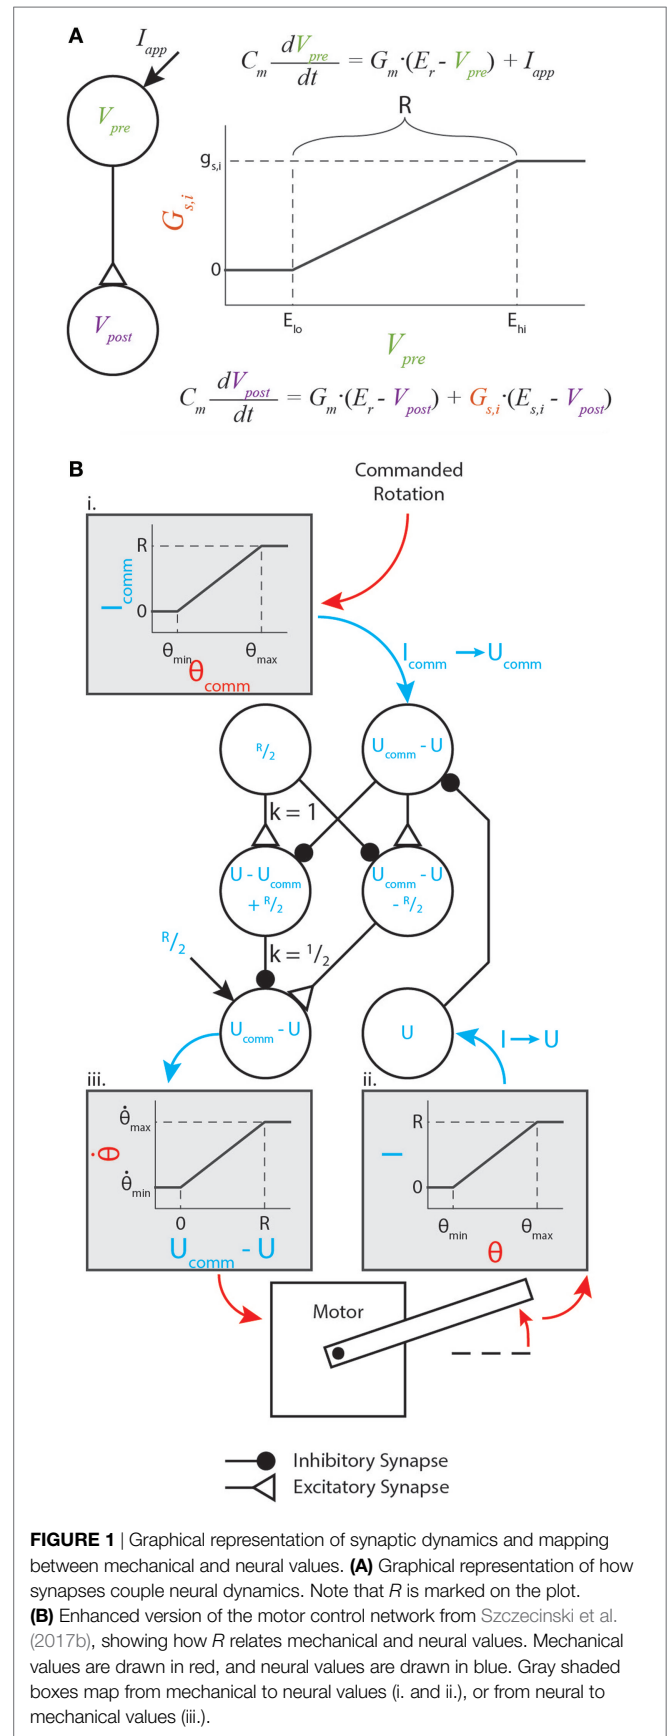 A
I_app
C_m dV_pre/dt = G_m·(E_r - V_pre) + I_app
V_pre
R
g_s,i
G_s,i
0
E_lo
E_hi
V_post
V_pre
C_m dV_post/dt = G_m·(E_r - V_post) + G_s,i·(E_s,i - V_post)
B
Commanded
Rotation
i.
R
I_comm
0
θ_min
θ_max
θ_comm
I_comm → U_comm
R/2
U_comm - U
k = 1
U - U_comm
+ R/2
U_comm - U
- R/2
R/2
k = 1/2
U_comm - U
U
I → U
iii.
ii.
θ̇_max
θ̇
θ̇_min
0
R
U_comm - U
R
I
0
θ_min
θ_max
θ
Motor
Inhibitory Synapse
Excitatory Synapse
FIGURE 1 | Graphical representation of synaptic dynamics and mapping
between mechanical and neural values. (A) Graphical representation of how
synapses couple neural dynamics. Note that R is marked on the plot.
(B) Enhanced version of the motor control network from Szczecinski et al.
(2017b), showing how R relates mechanical and neural values. Mechanical
values are drawn in red, and neural values are drawn in blue. Gray shaded
boxes map from mechanical to neural values (i. and ii.), or from neural to
mechanical values (iii.).